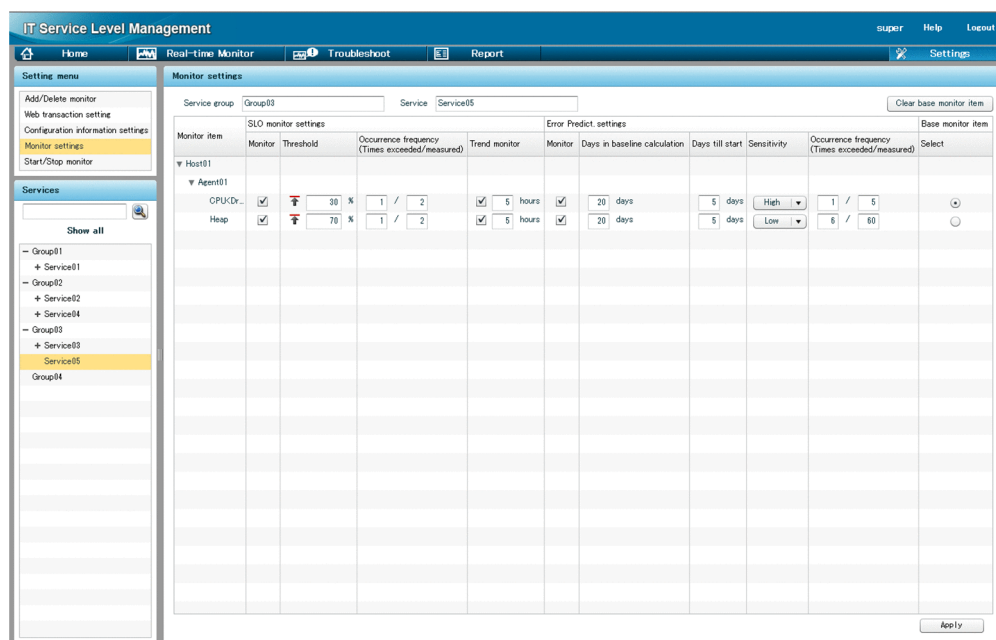 IT Service Level Management
super Help Logout
Home Real-time Monitor Troubleshoot Report Settings
Setting menu
Add/Delete monitor
Web transaction setting
Configuration information settings
Monitor settings
Start/Stop monitor
Services
Show all
− Group01
+ Service01
− Group02
+ Service02
+ Service04
− Group03
+ Service03
Service05
Group04
Monitor settings
Service group Group03 Service Service05 Clear base monitor item
Monitor item SLO monitor settings Error Predict. settings Base monitor item
Monitor Threshold Occurrence frequency (Times exceeded/measured) Trend monitor Monitor Days in baseline calculation Days till start Sensitivity Occurrence frequency (Times exceeded/measured) Select
▼ Host01
▼ Agent01
CPU(Dr... 30 % 1 / 2 5 hours 20 days 5 days High 1 / 5
Heap 70 % 1 / 2 5 hours 20 days 5 days Low 6 / 60
Apply